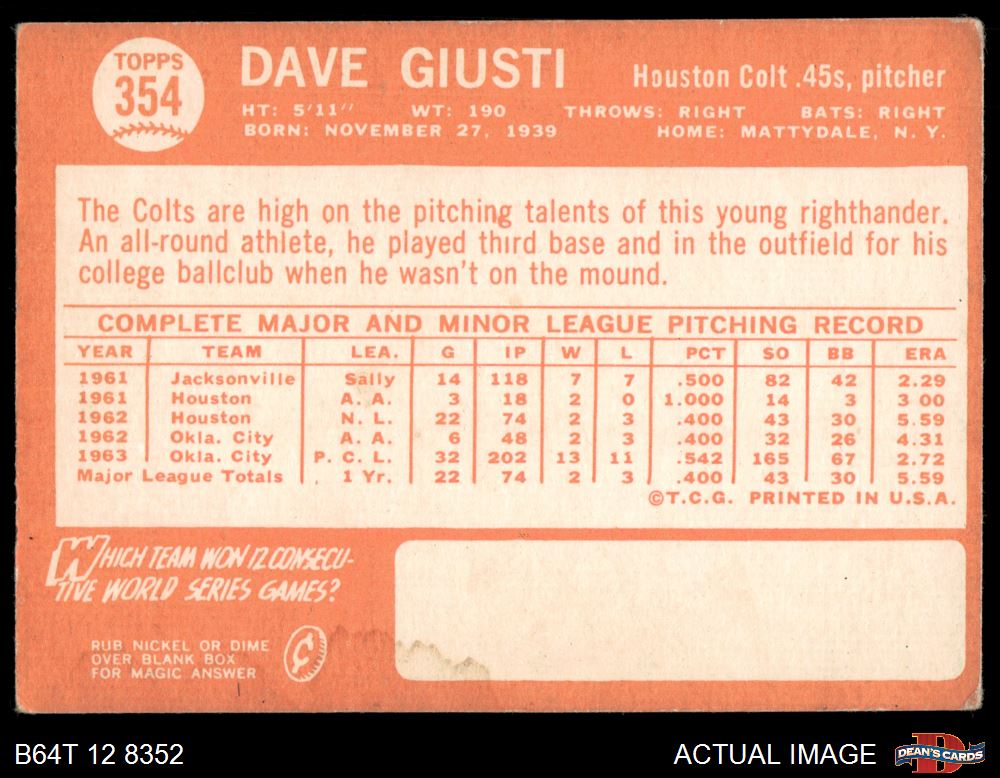 TOPPS
354
DAVE GIUSTI
Houston Colt .45s, pitcher
HT: 5'11" WT: 190 THROWS: RIGHT BATS: RIGHT
BORN: NOVEMBER 27, 1939 HOME: MATTYDALE, N. Y.
The Colts are high on the pitching talents of this young righthander.
An all-round athlete, he played third base and in the outfield for his
college ballclub when he wasn't on the mound.
COMPLETE MAJOR AND MINOR LEAGUE PITCHING RECORD
YEAR TEAM LEA. G IP W L PCT SO BB ERA
1961 Jacksonville Sally 14 118 7 7 .500 82 42 2.29
1961 Houston A. A. 3 18 2 0 1.000 14 3 3 00
1962 Houston N. L. 22 74 2 3 .400 43 30 5.59
1962 Okla. City A. A. 6 48 2 3 .400 32 26 4.31
1963 Okla. City P. C. L. 32 202 13 11 .542 165 67 2.72
Major League Totals 1 Yr. 22 74 2 3 .400 43 30 5.59
©T.C.G. PRINTED IN U.S.A.
WHICH TEAM WON 12 CONSECU-
TIVE WORLD SERIES GAMES?
RUB NICKEL OR DIME
OVER BLANK BOX
FOR MAGIC ANSWER
¢
B64T 12 8352
ACTUAL IMAGE
D
DEAN'S CARDS